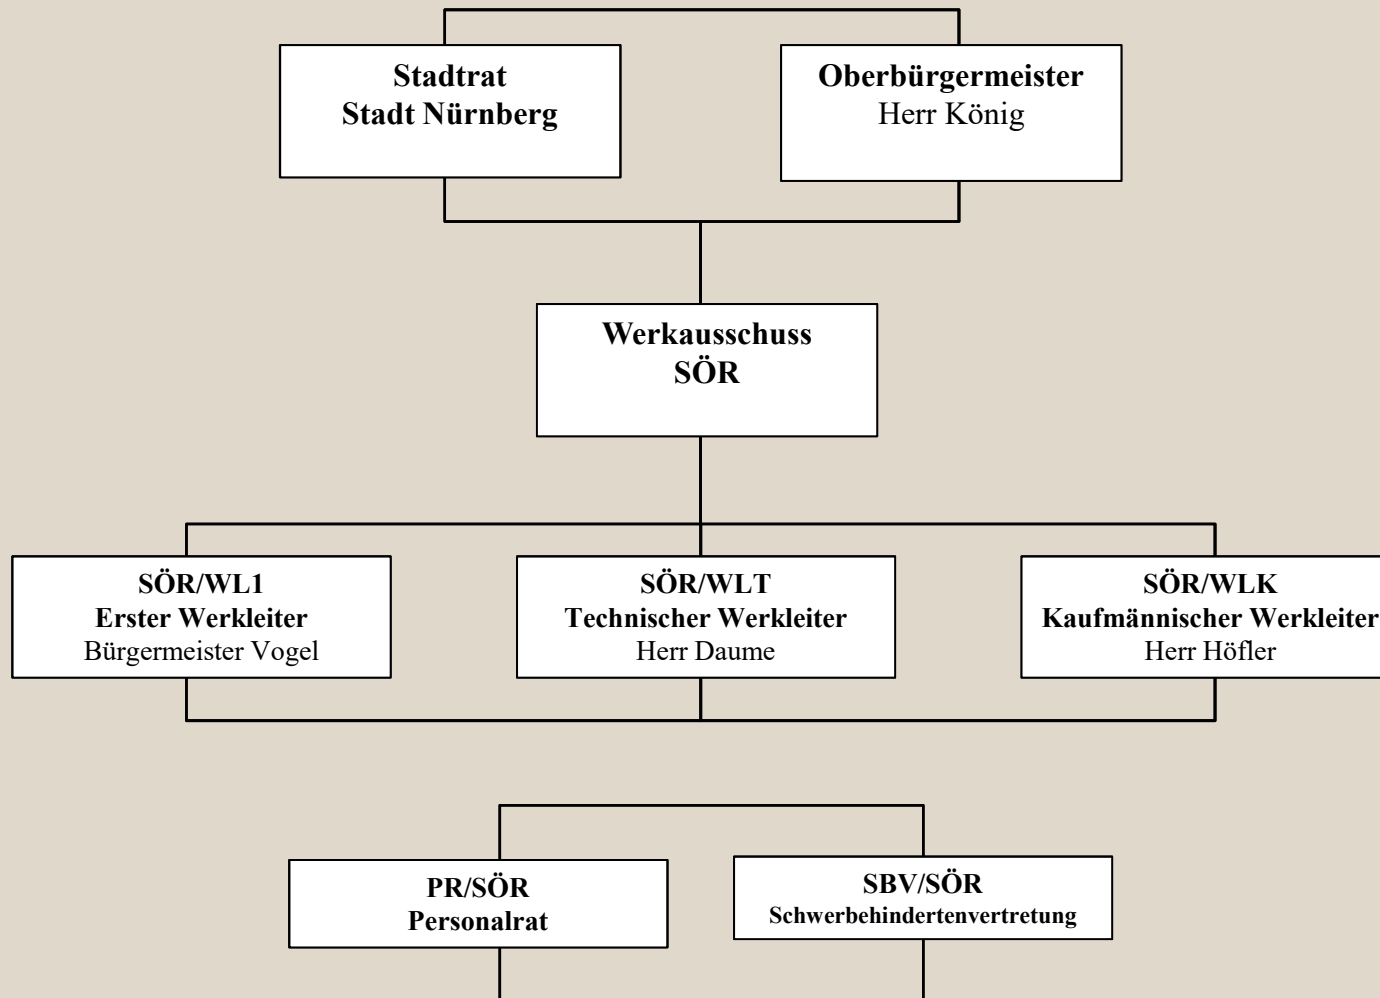 Stadtrat
Stadt Nürnberg
Oberbürgermeister
Herr König
Werkausschuss
SÖR
SÖR/WL1
Erster Werkleiter
Bürgermeister Vogel
SÖR/WLT
Technischer Werkleiter
Herr Daume
SÖR/WLK
Kaufmännischer Werkleiter
Herr Höfler
PR/SÖR
Personalrat
SBV/SÖR
Schwerbehindertenvertretung